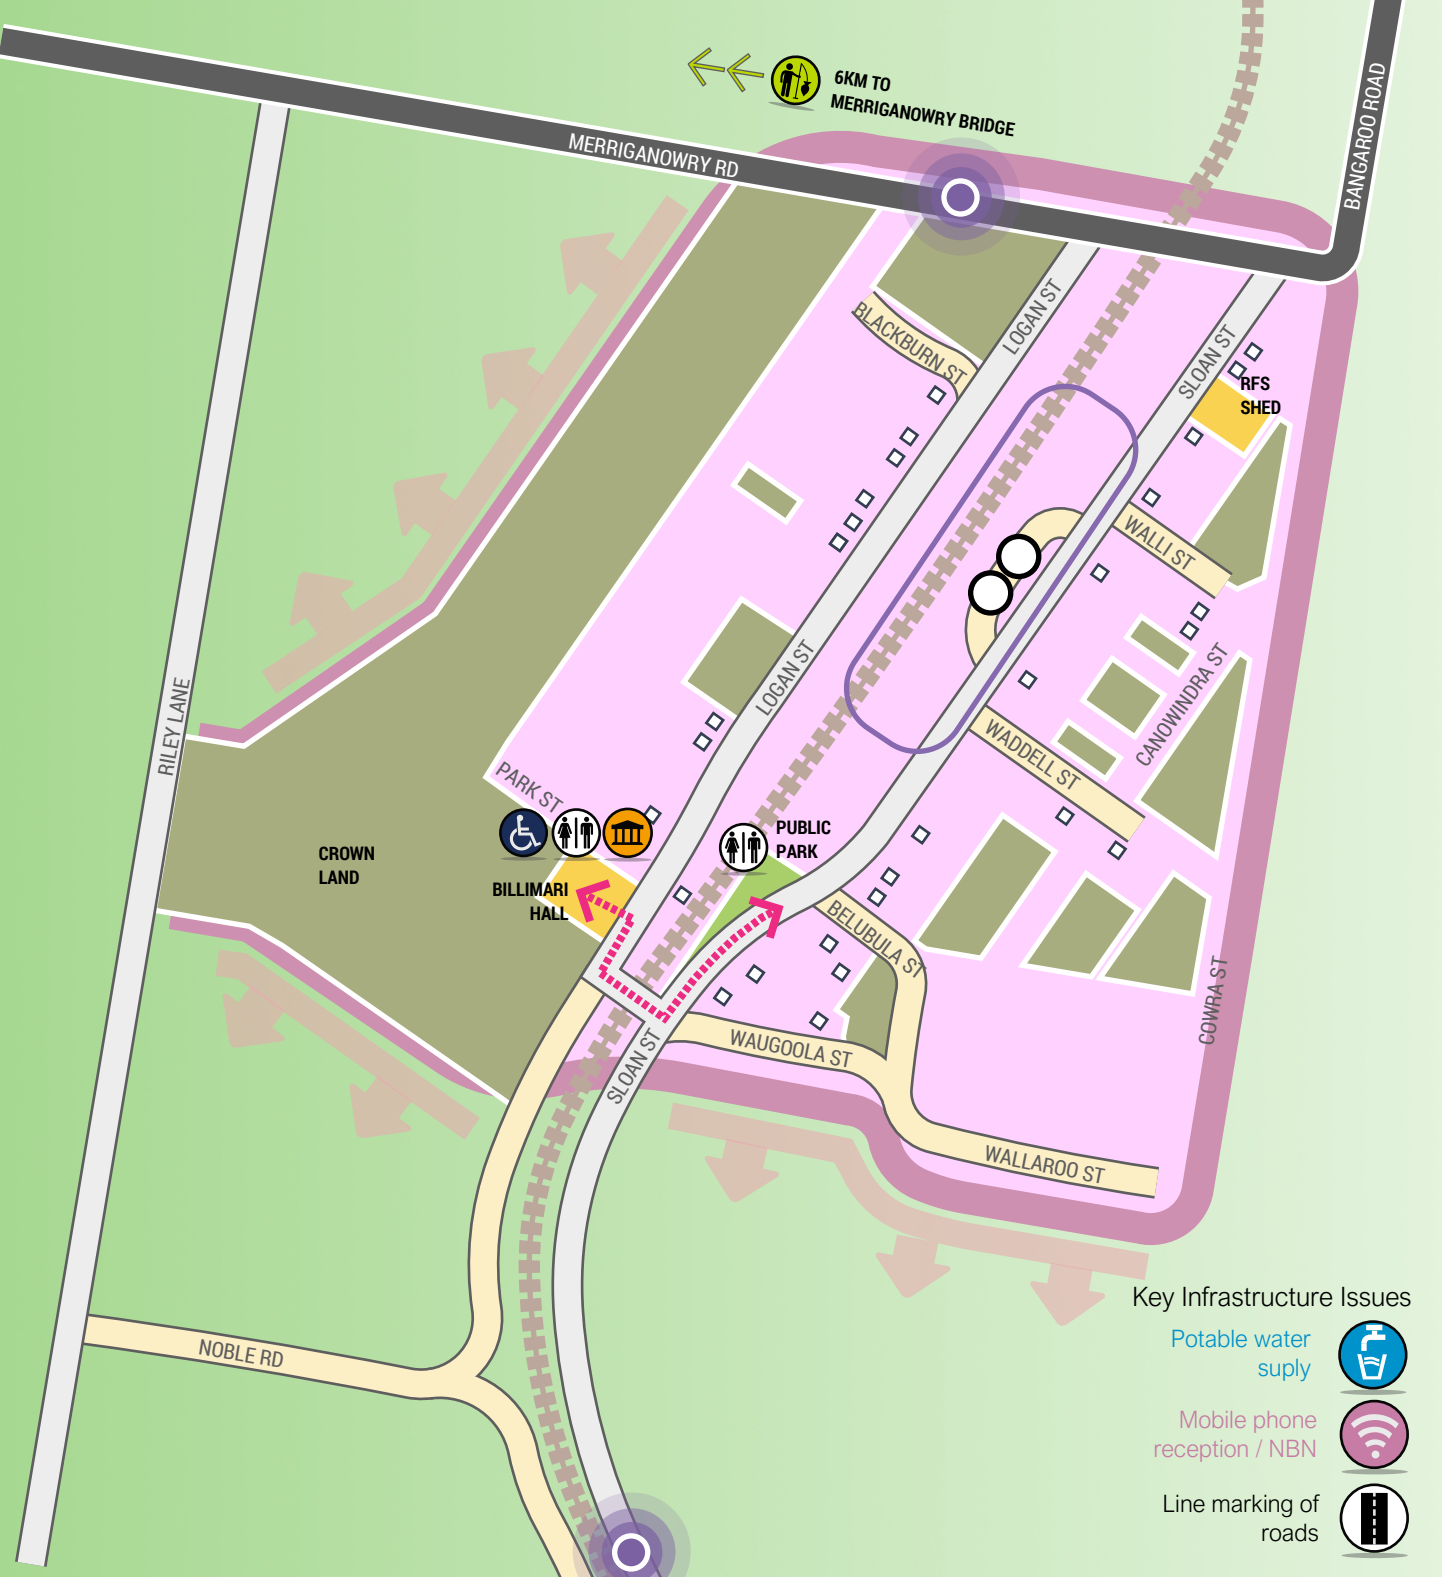 6KM TO
MERRIGANOWRY BRIDGE
BANGAROO ROAD
MERRIGANOWRY RD
LOGAN ST
BLACKBURN ST
SLOAN ST
RFS
SHED
WALLI ST
LOGAN ST
CANOWINDRA ST
RILEY LANE
WADDELL ST
PARK ST
PUBLIC
PARK
CROWN
LAND
BILLIMARI
HALL
BELUBULA ST
COWRA ST
WAUGOOLA ST
SLOAN ST
WALLAROO ST
NOBLE RD
Key Infrastructure Issues
Potable water
suply
Mobile phone
reception / NBN
Line marking of
roads